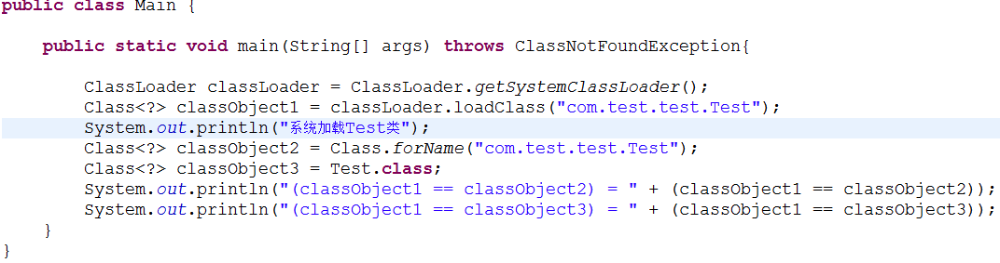 public class Main {
public static void main(String[] args) throws ClassNotFoundException{
ClassLoader classLoader = ClassLoader.getSystemClassLoader();
Class<?> classObject1 = classLoader.loadClass("com.test.test.Test");
System.out.println("系统加载Test类");
Class<?> classObject2 = Class.forName("com.test.test.Test");
Class<?> classObject3 = Test.class;
System.out.println("(classObject1 == classObject2) = " + (classObject1 == classObject2));
System.out.println("(classObject1 == classObject3) = " + (classObject1 == classObject3));
}
}